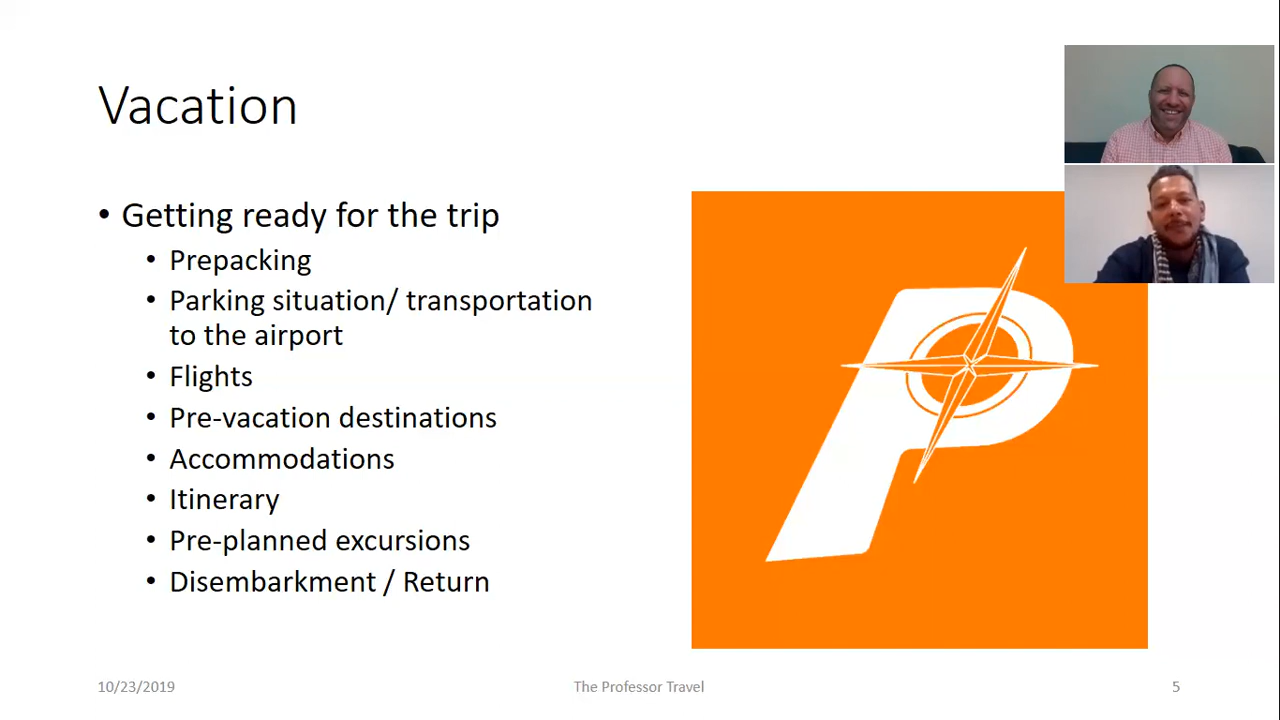 Vacation
• Getting ready for the trip
• Prepacking
• Parking situation/ transportation
to the airport
• Flights
• Pre-vacation destinations
• Accommodations
• Itinerary
• Pre-planned excursions
• Disembarkment / Return
P
10/23/2019
The Professor Travel
5